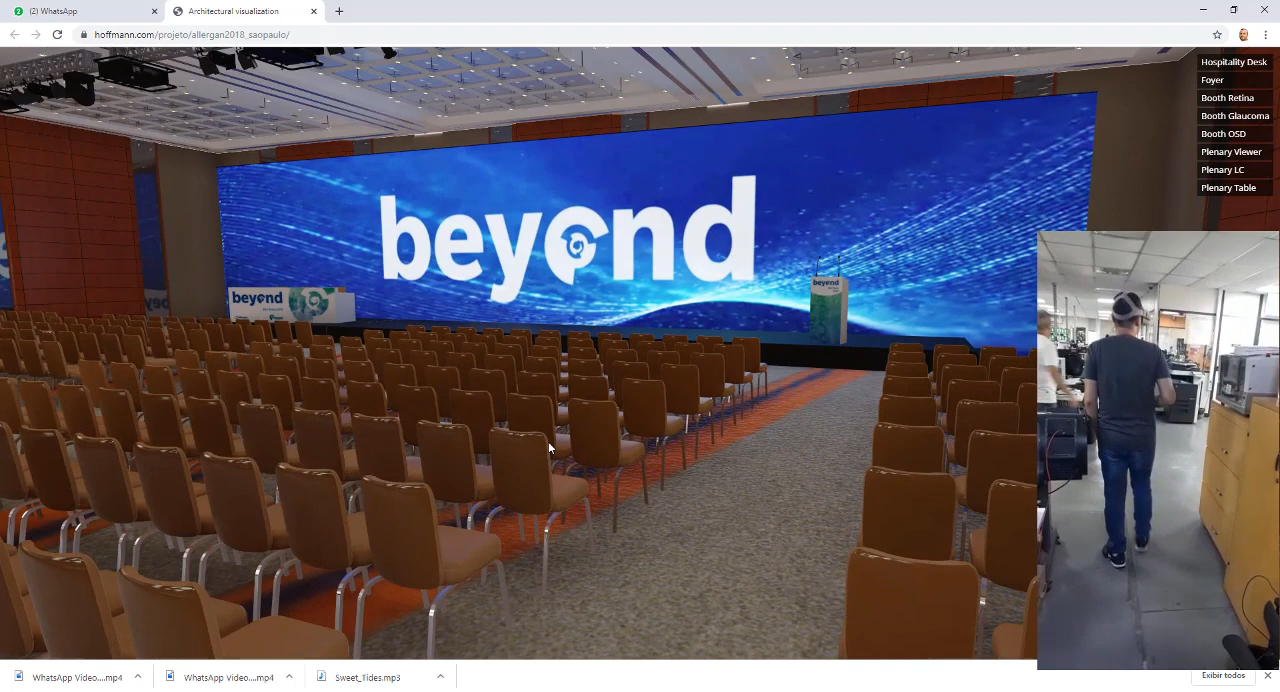 (2) WhatsApp
Architectural visualization
hoffmann.com/projeto/allergan2018_saopaulo/
Hospitality Desk
Foyer
Booth Retina
Booth Glaucoma
Booth OSD
Plenary Viewer
Plenary LC
Plenary Table
beyond
beyond
beyond
WhatsApp Video....mp4
WhatsApp Video....mp4
Sweet_Tides.mp3
Exibir todos